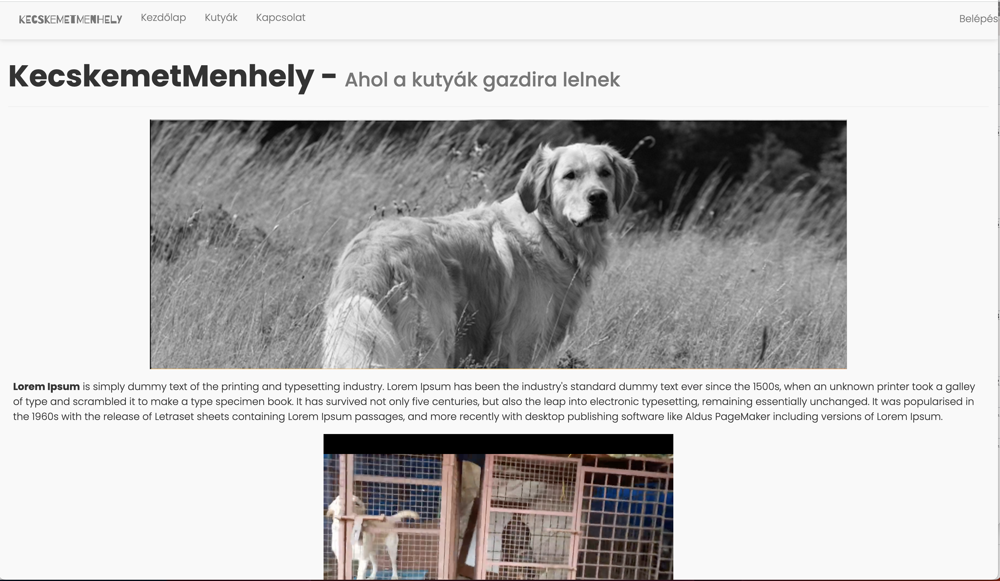 KECSKEMETMENHELY Kezdőlap Kutyák Kapcsolat Belépés
KecskemetMenhely - Ahol a kutyák gazdira lelnek
Lorem Ipsum is simply dummy text of the printing and typesetting industry. Lorem Ipsum has been the industry's standard dummy text ever since the 1500s, when an unknown printer took a galley
of type and scrambled it to make a type specimen book. It has survived not only five centuries, but also the leap into electronic typesetting, remaining essentially unchanged. It was popularised in
the 1960s with the release of Letraset sheets containing Lorem Ipsum passages, and more recently with desktop publishing software like Aldus PageMaker including versions of Lorem Ipsum.